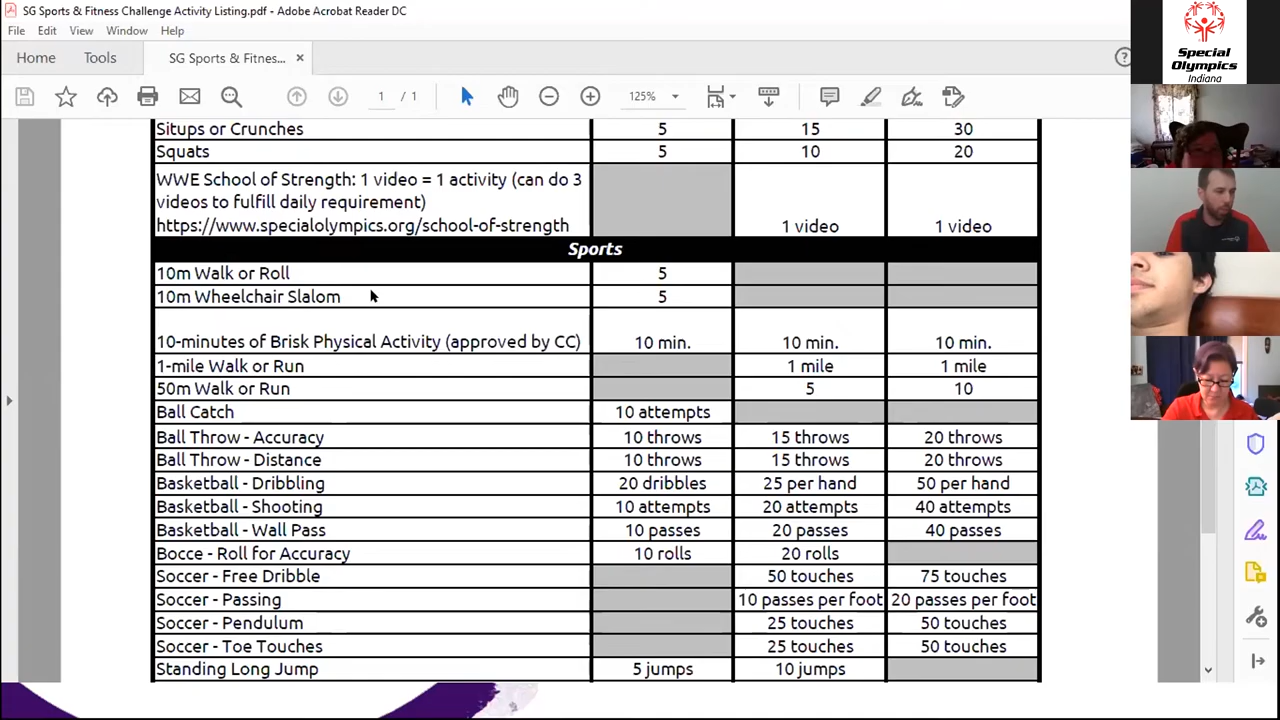 SG Sports & Fitness Challenge Activity Listing.pdf - Adobe Acrobat Reader DC
File Edit View Window Help
Home Tools SG Sports & Fitnes... ×
1 / 1 125%
Situps or Crunches 5 15 30
Squats 5 10 20
WWE School of Strength: 1 video = 1 activity (can do 3
videos to fulfill daily requirement)
https://www.specialolympics.org/school-of-strength 1 video 1 video
Sports
10m Walk or Roll 5
10m Wheelchair Slalom 5
10-minutes of Brisk Physical Activity (approved by CC) 10 min. 10 min. 10 min.
1-mile Walk or Run 1 mile 1 mile
50m Walk or Run 5 10
Ball Catch 10 attempts
Ball Throw - Accuracy 10 throws 15 throws 20 throws
Ball Throw - Distance 10 throws 15 throws 20 throws
Basketball - Dribbling 20 dribbles 25 per hand 50 per hand
Basketball - Shooting 10 attempts 20 attempts 40 attempts
Basketball - Wall Pass 10 passes 20 passes 40 passes
Bocce - Roll for Accuracy 10 rolls 20 rolls
Soccer - Free Dribble 50 touches 75 touches
Soccer - Passing 10 passes per foot 20 passes per foot
Soccer - Pendulum 25 touches 50 touches
Soccer - Toe Touches 25 touches 50 touches
Standing Long Jump 5 jumps 10 jumps
Special
Olympics
Indiana